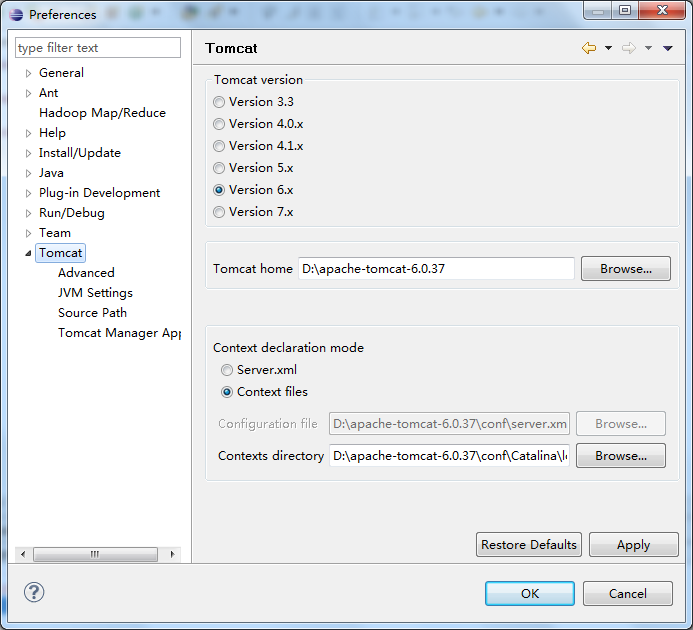 Preferences
type filter text
General
Ant
Hadoop Map/Reduce
Help
Install/Update
Java
Plug-in Development
Run/Debug
Team
Tomcat
Advanced
JVM Settings
Source Path
Tomcat Manager App
Tomcat
Tomcat version
Version 3.3
Version 4.0.x
Version 4.1.x
Version 5.x
Version 6.x
Version 7.x
Tomcat home D:\apache-tomcat-6.0.37 Browse...
Context declaration mode
Server.xml
Context files
Configuration file D:\apache-tomcat-6.0.37\conf\server.xm Browse...
Contexts directory D:\apache-tomcat-6.0.37\conf\Catalina\lo Browse...
Restore Defaults Apply
? OK Cancel